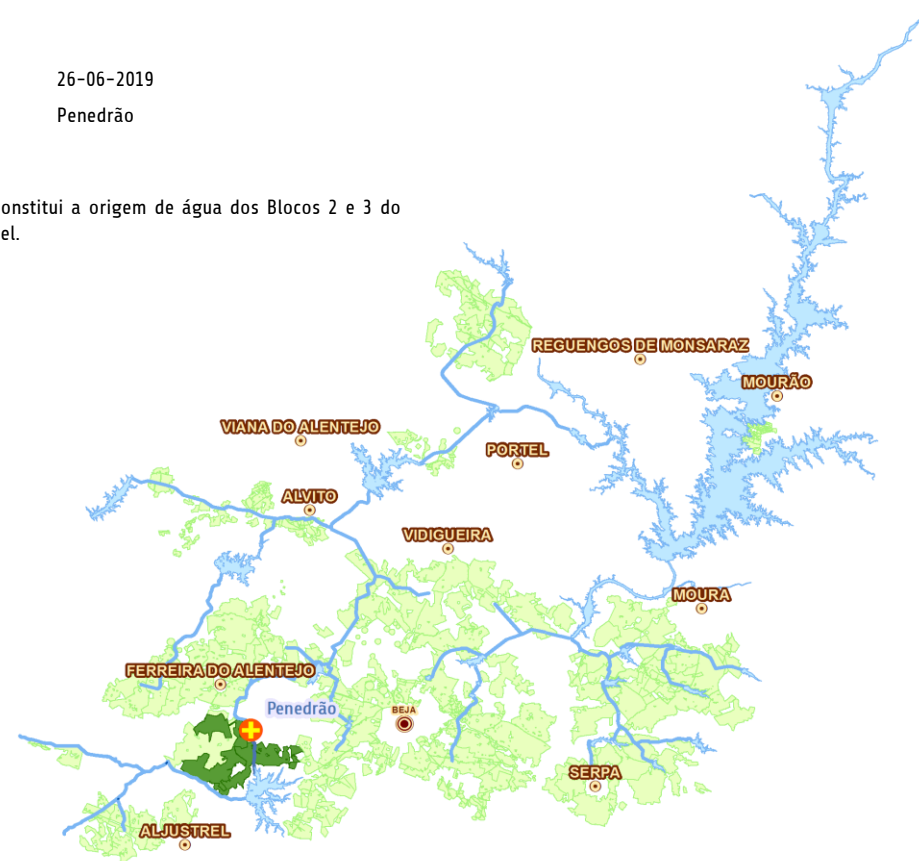 26-06-2019
Penedrão
onstitui a origem de água dos Blocos 2 e 3 do
el.
REGUENGOS DE MONSARAZ
MOURÃO
VIANA DO ALENTEJO
PORTEL
ALVITO
VIDIGUEIRA
MOURA
FERREIRA DO ALENTEJO
Penedrão
BEJA
SERPA
ALJUSTREL